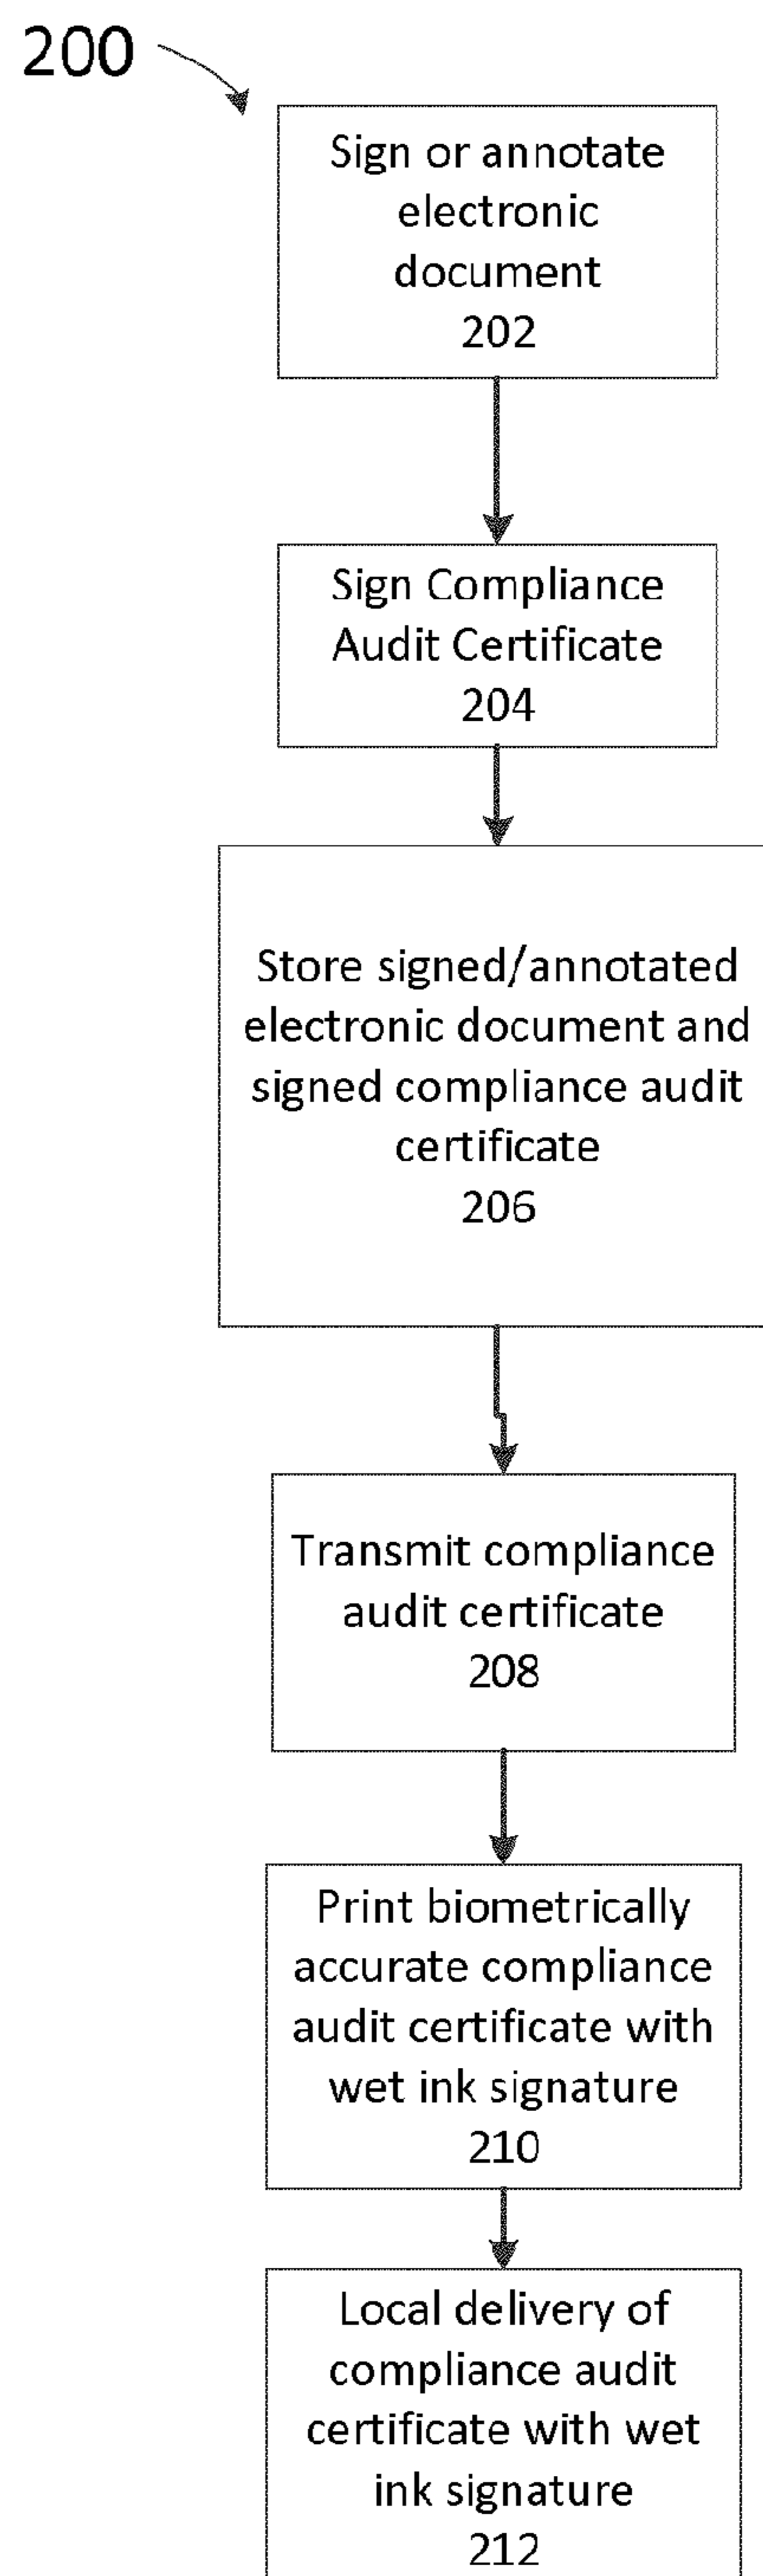 200
Sign or annotate
electronic
document
202
Sign Compliance
Audit Certificate
204
Store signed/annotated
electronic document and
signed compliance audit
certificate
206
Transmit compliance
audit certificate
208
Print biometrically
accurate compliance
audit certificate with
wet ink signature
210
Local delivery of
compliance audit
certificate with wet
ink signature
212